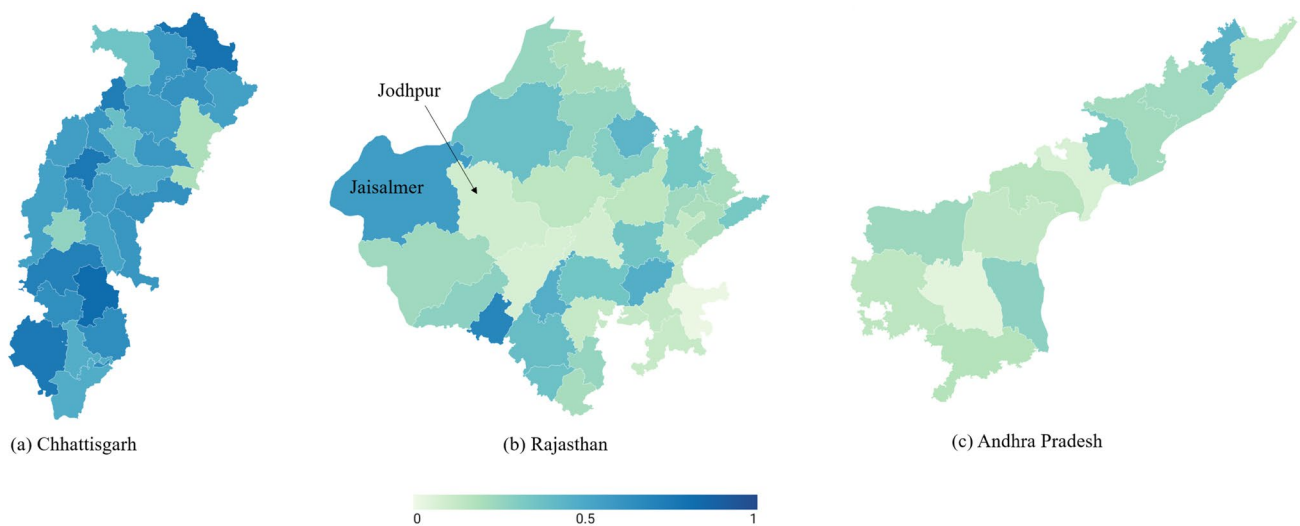 Jodhpur
Jaisalmer
(a) Chhattisgarh
(b) Rajasthan
(c) Andhra Pradesh
0 0.5 1